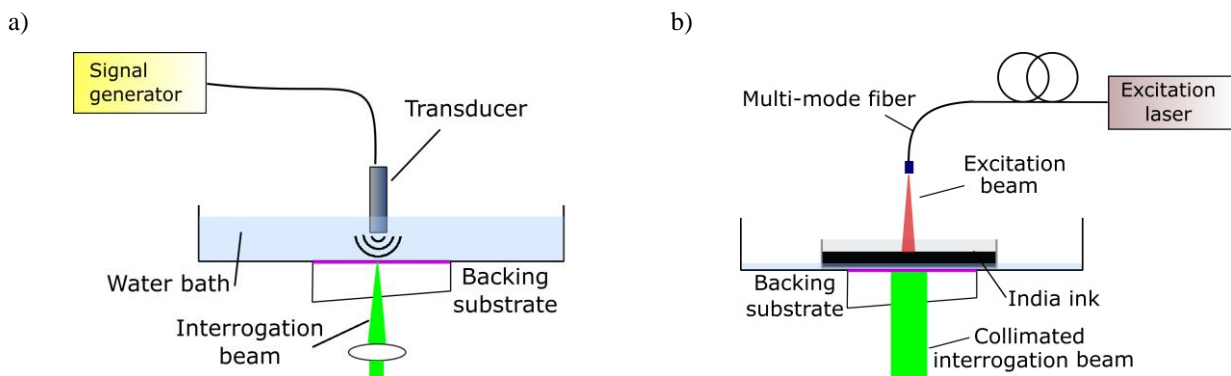 a)
Signal
generator
Transducer
Water bath
Backing
substrate
Interrogation
beam
b)
Multi-mode fiber
Excitation
laser
Excitation
beam
Backing
substrate
India ink
Collimated
interrogation beam